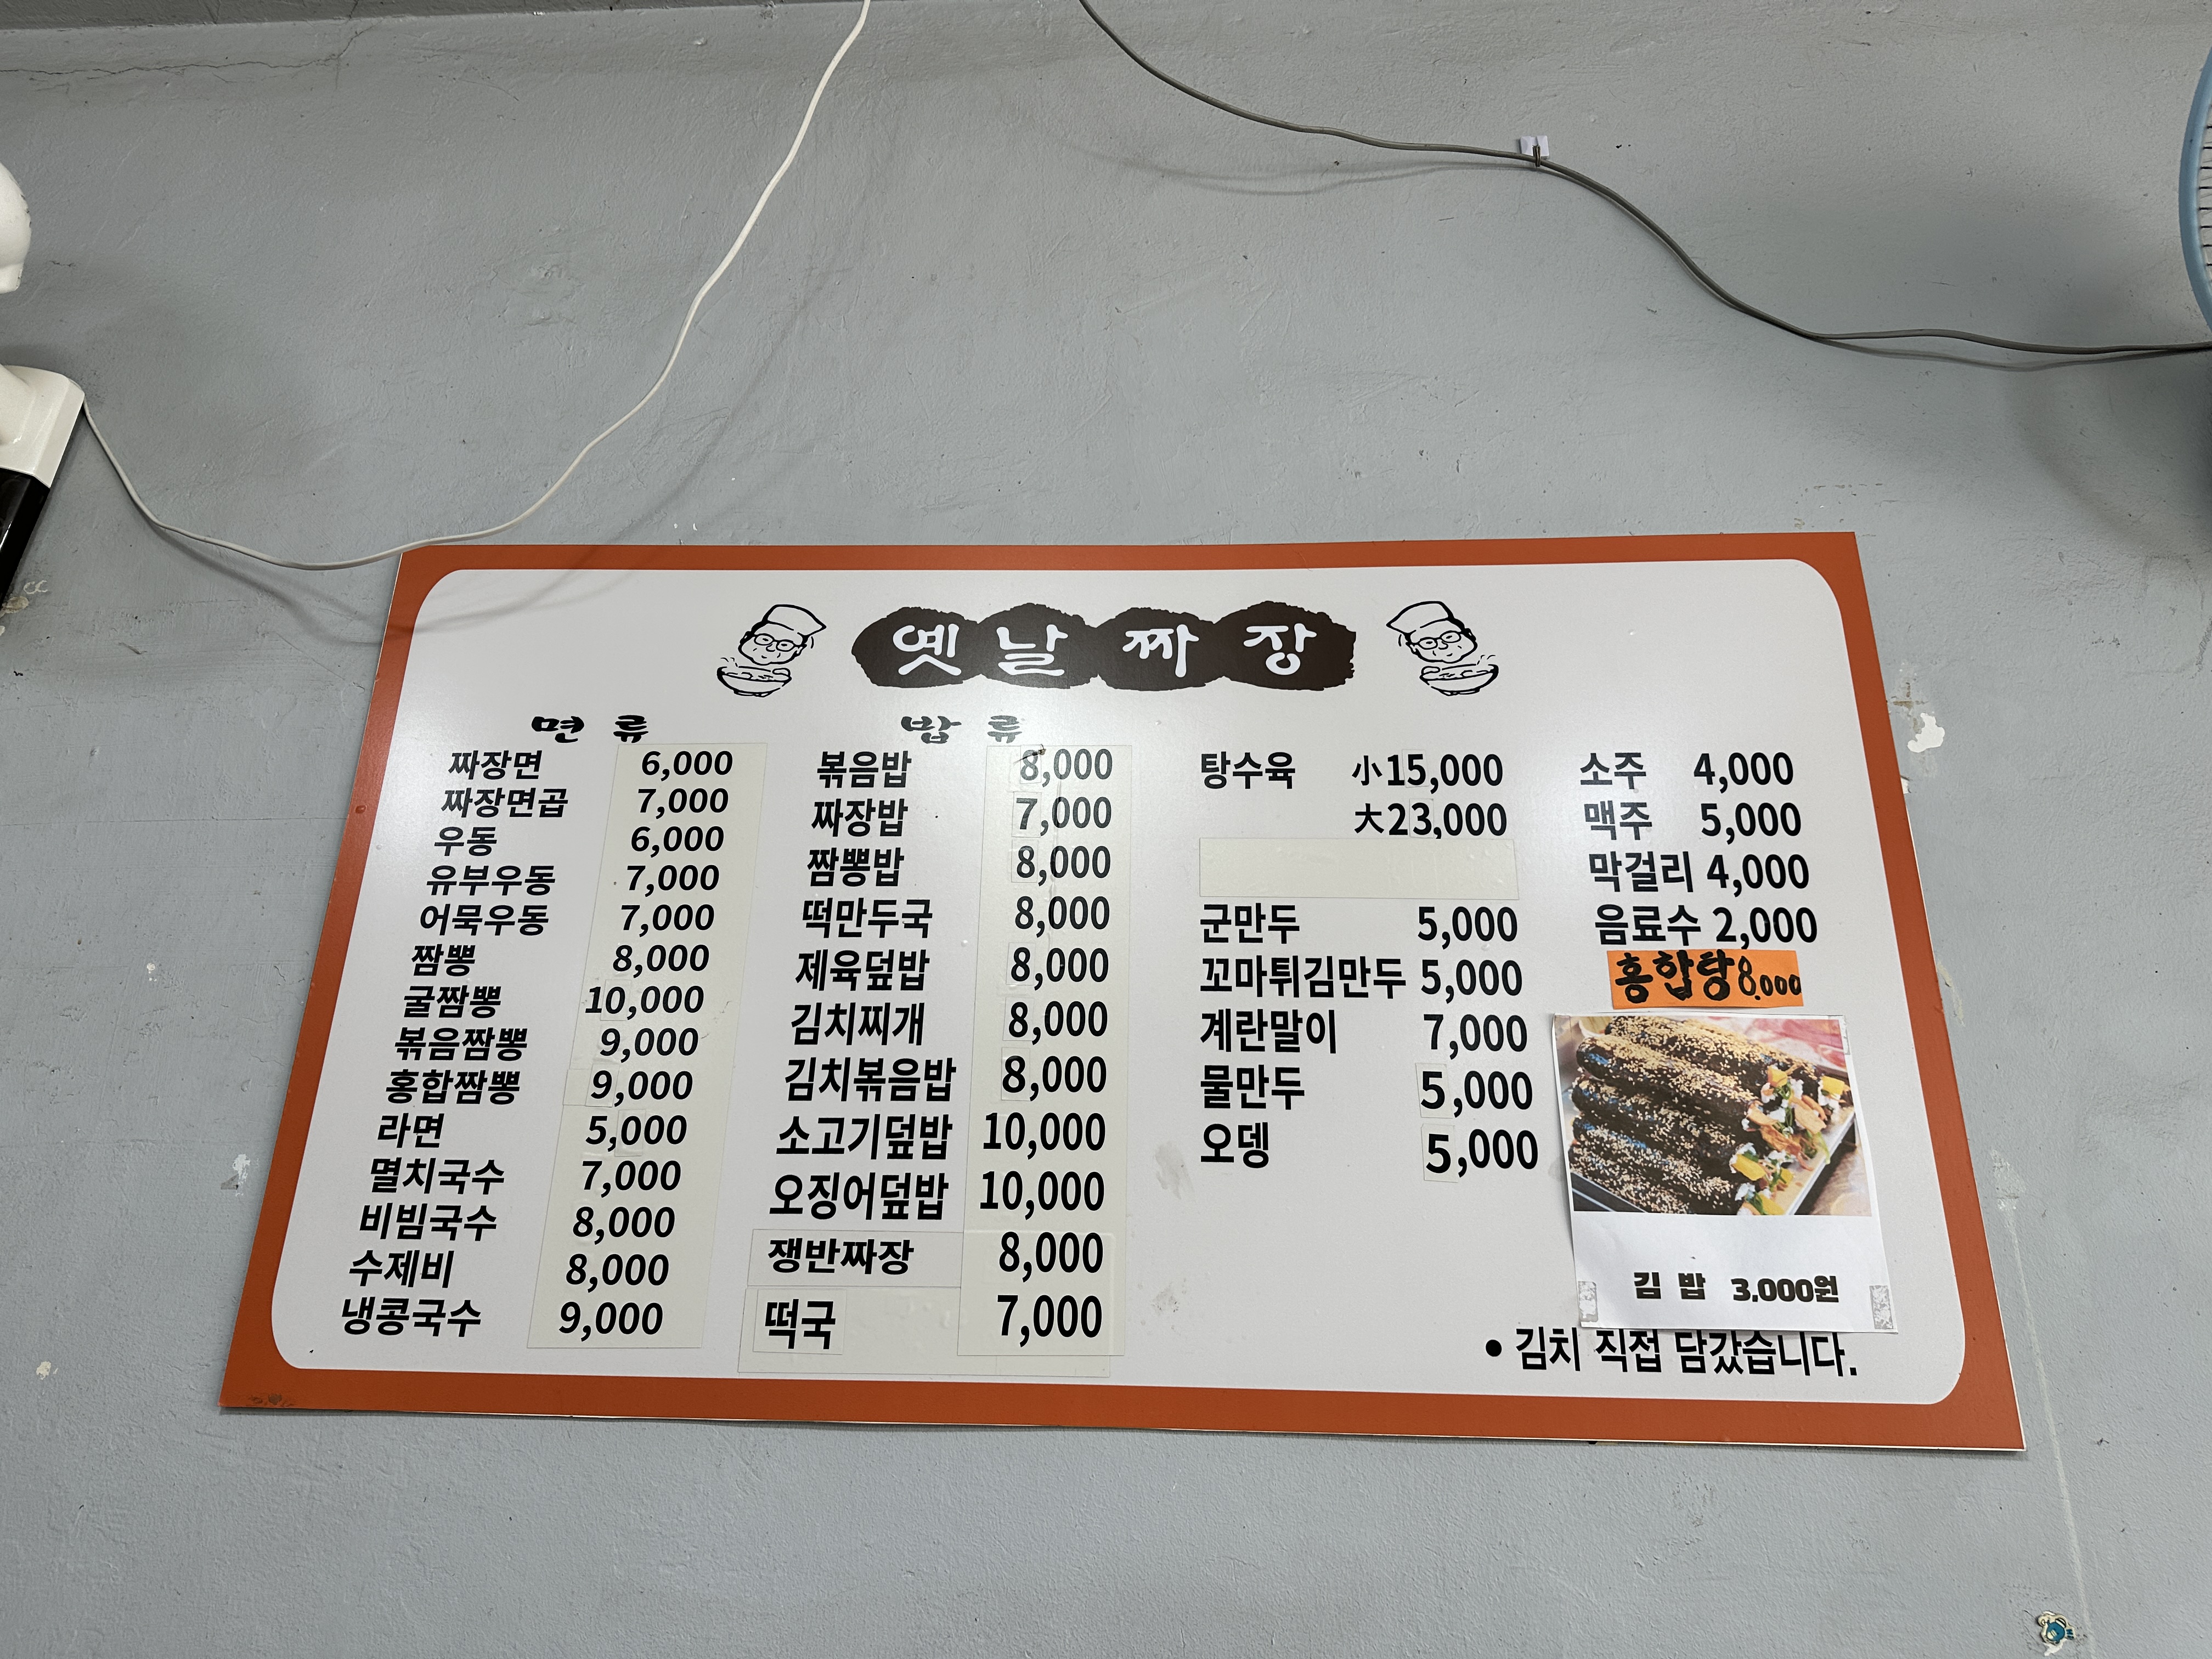 옛날짜장
면류
짜장면 6,000
짜장면곱 7,000
우동 6,000
유부우동 7,000
어묵우동 7,000
짬뽕 8,000
굴짬뽕 10,000
볶음짬뽕 9,000
홍합짬뽕 9,000
라면 5,000
멸치국수 7,000
비빔국수 8,000
수제비 8,000
냉콩국수 9,000
밥류
볶음밥 8,000
짜장밥 7,000
짬뽕밥 8,000
떡만두국 8,000
제육덮밥 8,000
김치찌개 8,000
김치볶음밥 8,000
소고기덮밥 10,000
오징어덮밥 10,000
쟁반짜장 8,000
떡국 7,000
탕수육 小15,000
大23,000
군만두 5,000
꼬마튀김만두 5,000
계란말이 7,000
물만두 5,000
오뎅 5,000
소주 4,000
맥주 5,000
막걸리 4,000
음료수 2,000
홍합탕 8,000
김밥 3,000원
• 김치 직접 담갔습니다.